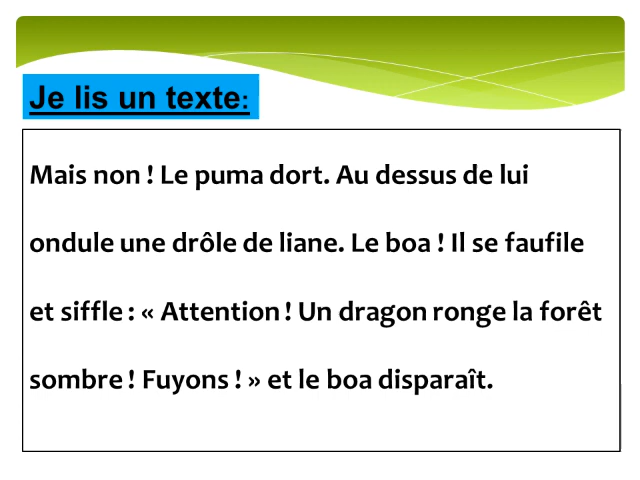 Je lis un texte:
Mais non ! Le puma dort. Au dessus de lui
ondule une drôle de liane. Le boa ! Il se faufile
et siffle : « Attention ! Un dragon ronge la forêt
sombre ! Fuyons ! » et le boa disparaît.